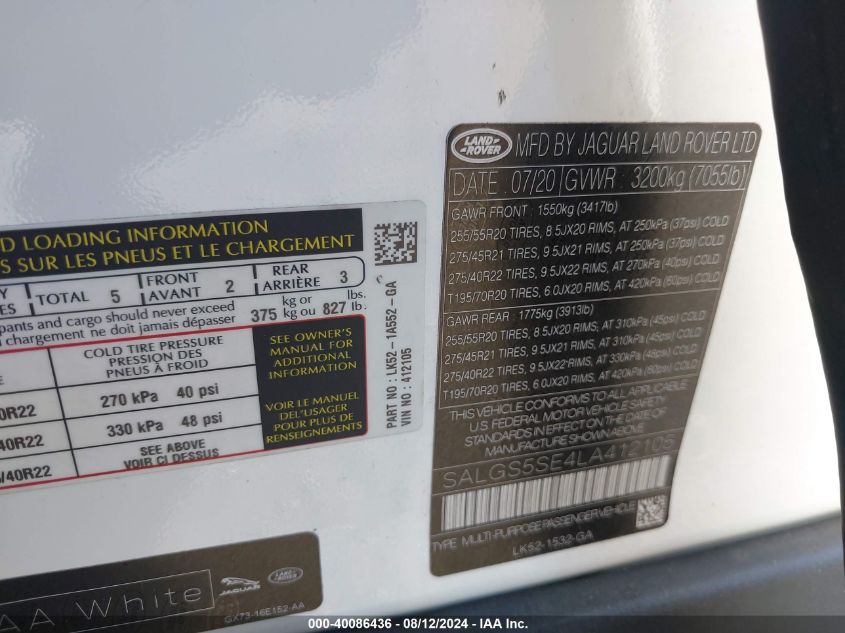 D LOADING INFORMATION
S SUR LES PNEUS ET LE CHARGEMENT
TOTAL 5 FRONT AVANT 2 REAR ARRIÈRE 3
pants and cargo should never exceed 375 kg or 827 lbs.
chargement ne doit jamais dépasser kg ou lb.
COLD TIRE PRESSURE
PRESSION DES
PNEUS À FROID
0R22 270 kPa 40 psi
40R22 330 kPa 48 psi
/40R22 SEE ABOVE
VOIR CI DESSUS
SEE OWNER'S
MANUAL FOR
ADDITIONAL
INFORMATION
VOIR LE MANUEL
DEL'USAGER
POUR PLUS DE
RENSEIGNEMENTS
PART NO : LK52-1A552-GA
VIN NO : 412105
LAND ROVER
MFD BY JAGUAR LAND ROVER LTD
DATE 07/20 GVWR : 3200kg (7055lb)
GAWR FRONT : 1550kg (3417lb)
255/55R20 TIRES, 8.5JX20 RIMS, AT 250kPa (37psi) COLD
275/45R21 TIRES, 9.5JX21 RIMS, AT 250kPa (37psi) COLD
275/40R22 TIRES, 9.5JX22 RIMS, AT 270kPa (40psi) COLD
T195/70R20 TIRES, 6.0JX20 RIMS, AT 420kPa (60psi) COLD
GAWR REAR : 1775kg (3913lb)
255/55R20 TIRES, 8.5JX20 RIMS, AT 310kPa (45psi) COLD
275/45R21 TIRES, 9.5JX21 RIMS, AT 310kPa (45psi) COLD
275/40R22 TIRES, 9.5JX22 RIMS, AT 330kPa (48psi) COLD
T195/70R20 TIRES, 6.0JX20 RIMS, AT 420kPa (60psi) COLD
THIS VEHICLE CONFORMS TO ALL APPLICABLE
U.S. FEDERAL MOTOR VEHICLE SAFETY
STANDARDS IN EFFECT ON THE DATE OF
MANUFACTURE SHOWN ABOVE
SALGS5SE4LA412105
TYPE : MULTI-PURPOSE PASSENGER VEHICLE
LK52-1532-GA
AA White
JAGUAR
LAND ROVER
GX73-16E152-AA
000-40086436 - 08/12/2024 - IAA Inc.